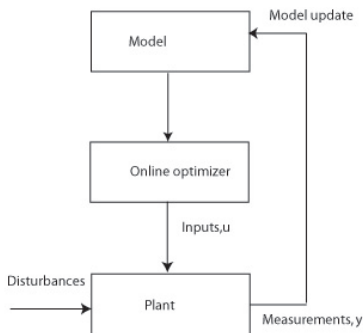 Model update
Model
Online optimizer
Inputs,u
Disturbances
Plant
Measurements, y